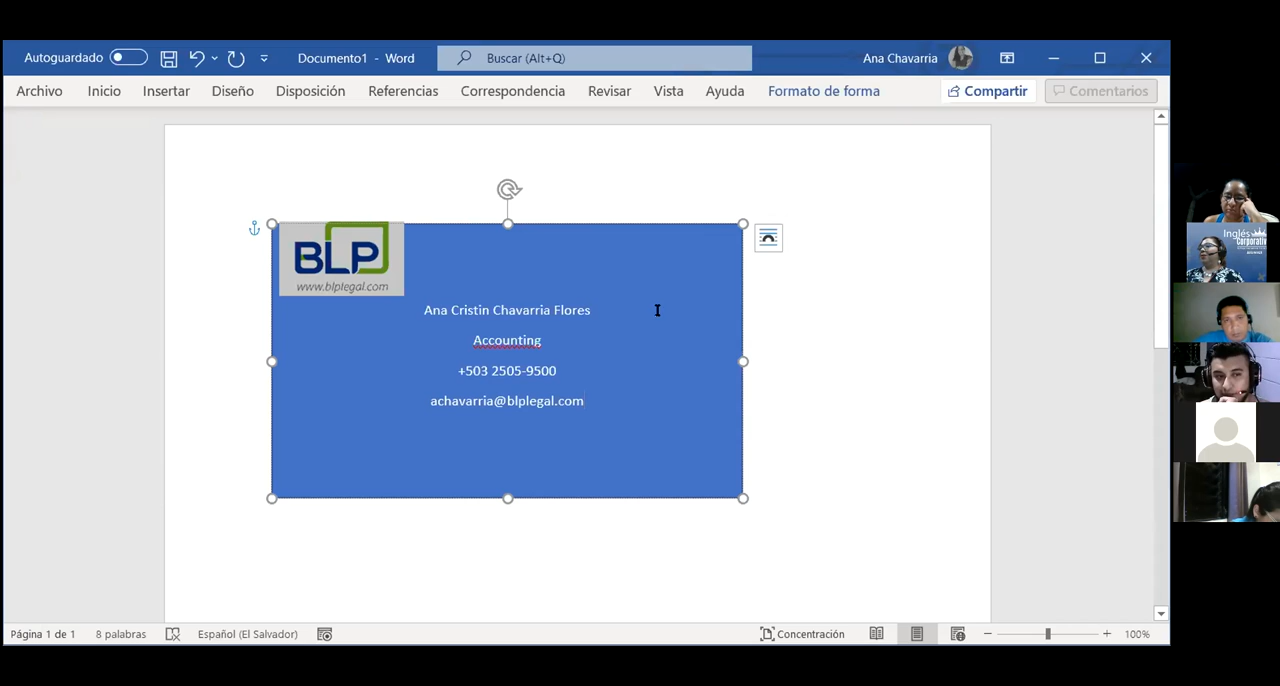 Autoguardado
Documento1 - Word
Buscar (Alt+Q)
Ana Chavarria
Archivo
Inicio
Insertar
Diseño
Disposición
Referencias
Correspondencia
Revisar
Vista
Ayuda
Formato de forma
Compartir
Comentarios
BLP
www.blplegal.com
Ana Cristin Chavarria Flores
Accounting
+503 2505-9500
achavarria@blplegal.com
Inglés
Corporativ
Página 1 de 1
8 palabras
Español (El Salvador)
Concentración
100%